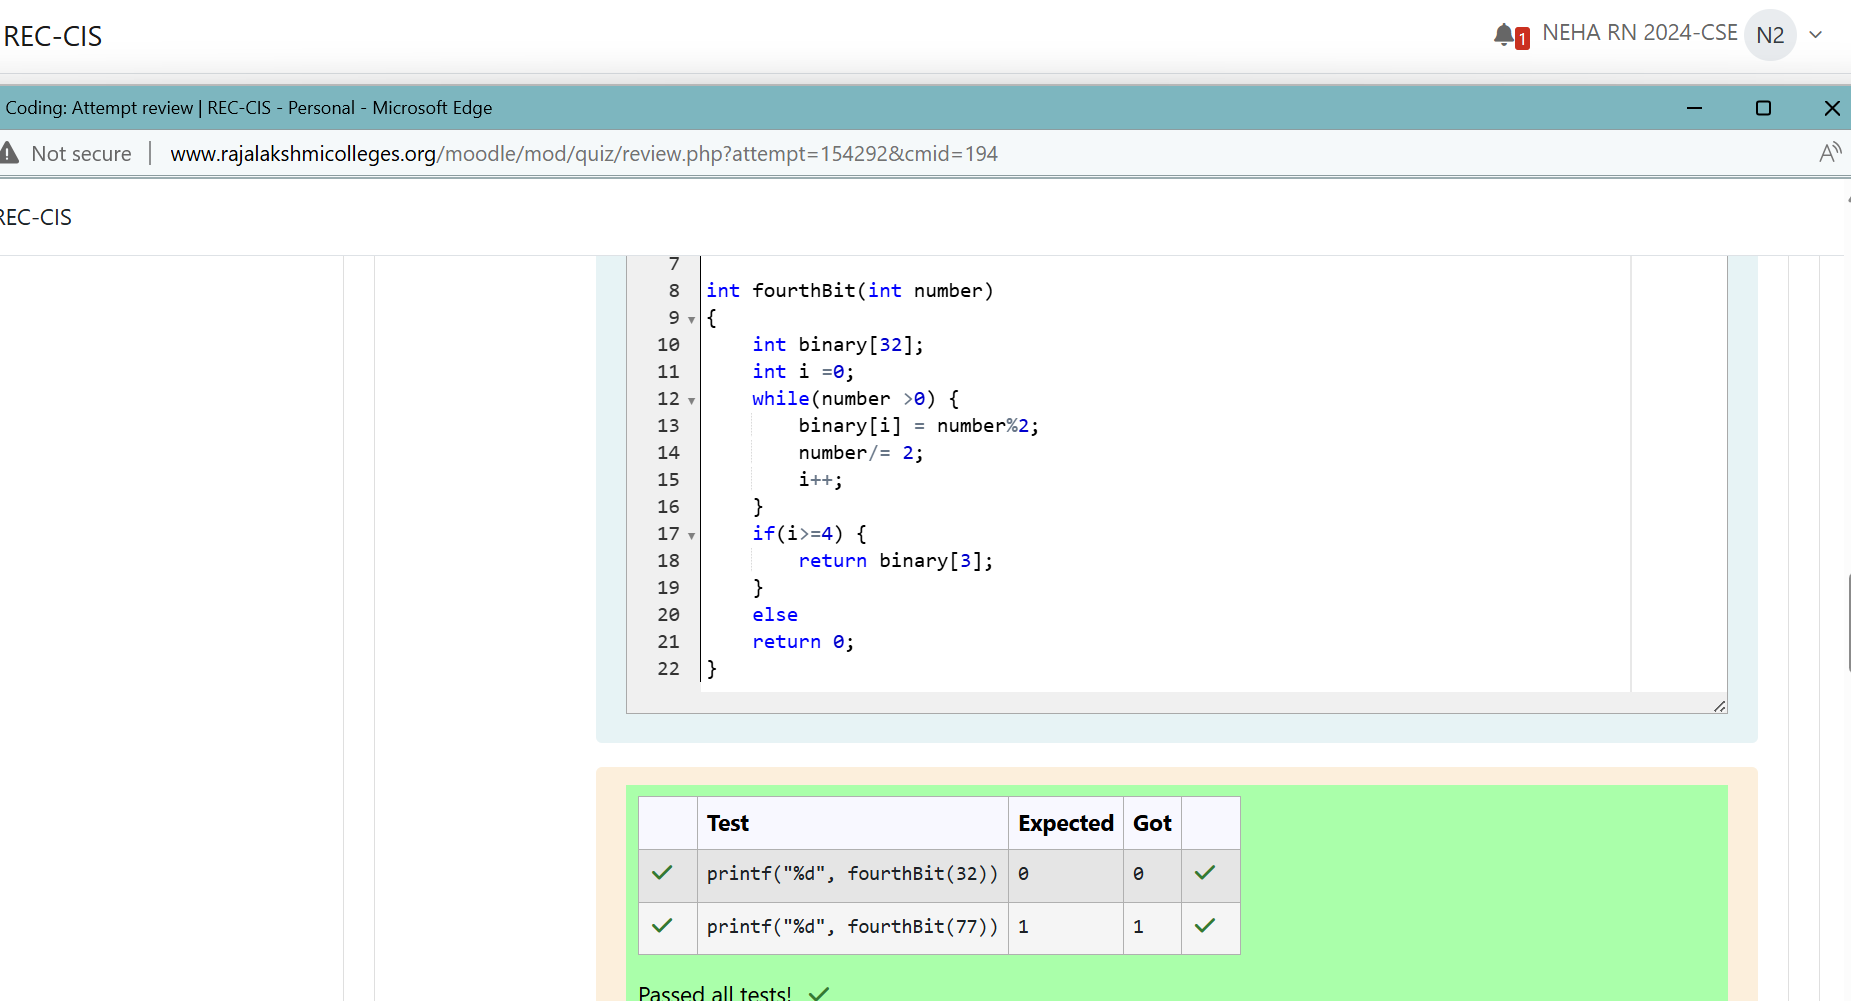 REC-CIS
1 NEHA RN 2024-CSE N2
Coding: Attempt review | REC-CIS - Personal - Microsoft Edge
Not secure www.rajalakshmicolleges.org/moodle/mod/quiz/review.php?attempt=154292&cmid=194
REC-CIS
7
8 int fourthBit(int number)
9 {
10 int binary[32];
11 int i =0;
12 while(number >0) {
13 binary[i] = number%2;
14 number/= 2;
15 i++;
16 }
17 if(i>=4) {
18 return binary[3];
19 }
20 else
21 return 0;
22 }
Test Expected Got
printf("%d", fourthBit(32)) 0 0
printf("%d", fourthBit(77)) 1 1
Passed all tests!